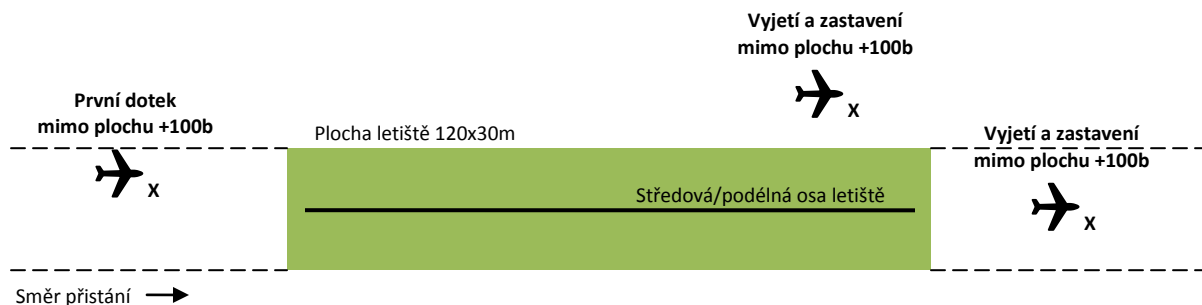 Vyjetí a zastavení
mimo plochu +100b
X
První dotek
mimo plochu +100b
X
Plocha letiště 120x30m
Vyjetí a zastavení
mimo plochu +100b
X
Středová/podélná osa letiště
Směr přistání